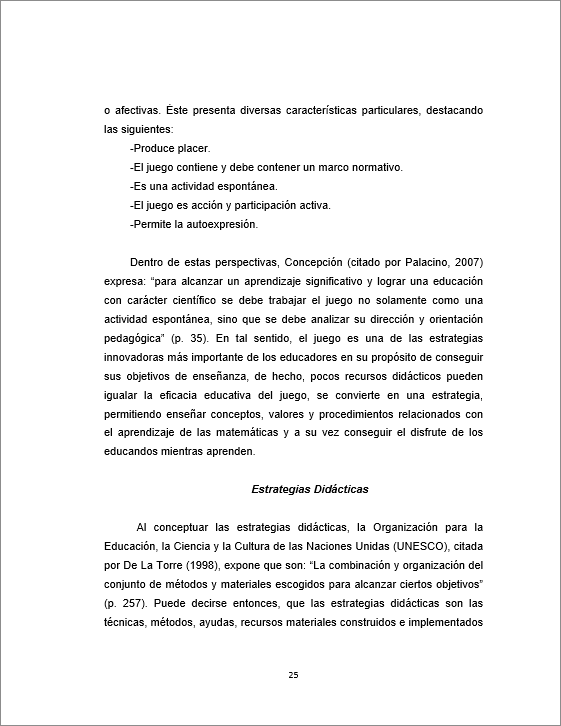 o afectivas. Éste presenta diversas características particulares, destacando
las siguientes:
-Produce placer.
-El juego contiene y debe contener un marco normativo.
-Es una actividad espontánea.
-El juego es acción y participación activa.
-Permite la autoexpresión.
Dentro de estas perspectivas, Concepción (citado por Palacino, 2007)
expresa: “para alcanzar un aprendizaje significativo y lograr una educación
con carácter científico se debe trabajar el juego no solamente como una
actividad espontánea, sino que se debe analizar su dirección y orientación
pedagógica” (p. 35). En tal sentido, el juego es una de las estrategias
innovadoras más importante de los educadores en su propósito de conseguir
sus objetivos de enseñanza, de hecho, pocos recursos didácticos pueden
igualar la eficacia educativa del juego, se convierte en una estrategia,
permitiendo enseñar conceptos, valores y procedimientos relacionados con
el aprendizaje de las matemáticas y a su vez conseguir el disfrute de los
educandos mientras aprenden.
Estrategias Didácticas
Al conceptuar las estrategias didácticas, la Organización para la
Educación, la Ciencia y la Cultura de las Naciones Unidas (UNESCO), citada
por De La Torre (1998), expone que son: “La combinación y organización del
conjunto de métodos y materiales escogidos para alcanzar ciertos objetivos”
(p. 257). Puede decirse entonces, que las estrategias didácticas son las
técnicas, métodos, ayudas, recursos materiales construidos e implementados
25